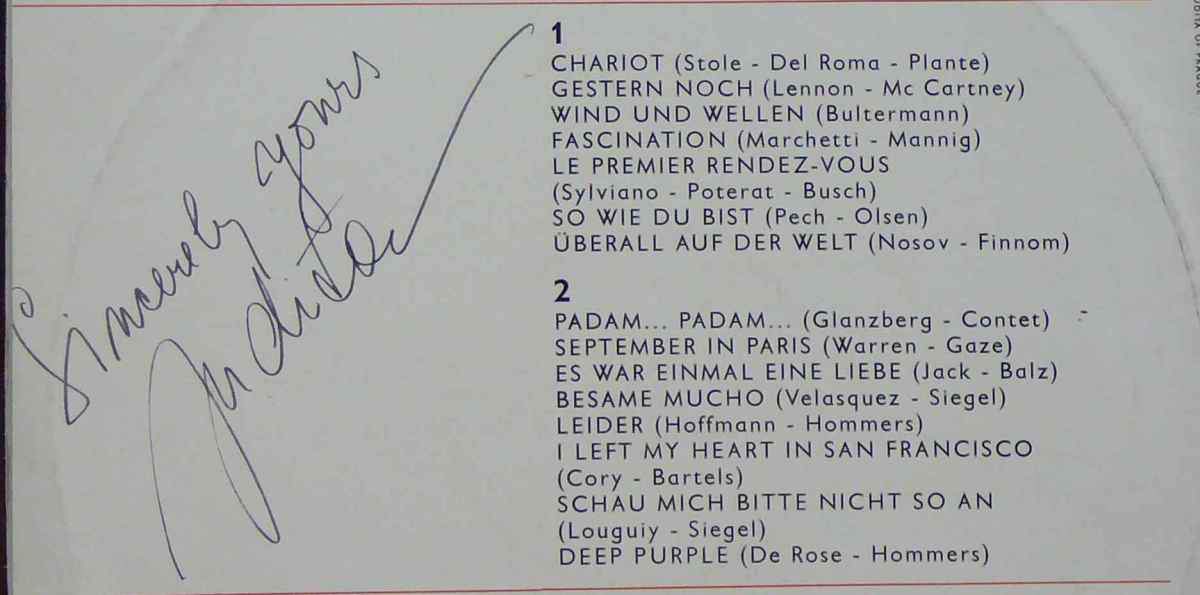 Sincerely yours
Judita
1
CHARIOT (Stole - Del Roma - Plante)
GESTERN NOCH (Lennon - Mc Cartney)
WIND UND WELLEN (Bultermann)
FASCINATION (Marchetti - Mannig)
LE PREMIER RENDEZ-VOUS
(Sylviano - Poterat - Busch)
SO WIE DU BIST (Pech - Olsen)
ÜBERALL AUF DER WELT (Nosov - Finnom)
2
PADAM... PADAM... (Glanzberg - Contet)
SEPTEMBER IN PARIS (Warren - Gaze)
ES WAR EINMAL EINE LIEBE (Jack - Balz)
BESAME MUCHO (Velasquez - Siegel)
LEIDER (Hoffmann - Hommers)
I LEFT MY HEART IN SAN FRANCISCO
(Cory - Bartels)
SCHAU MICH BITTE NICHT SO AN
(Louguiy - Siegel)
DEEP PURPLE (De Rose - Hommers)